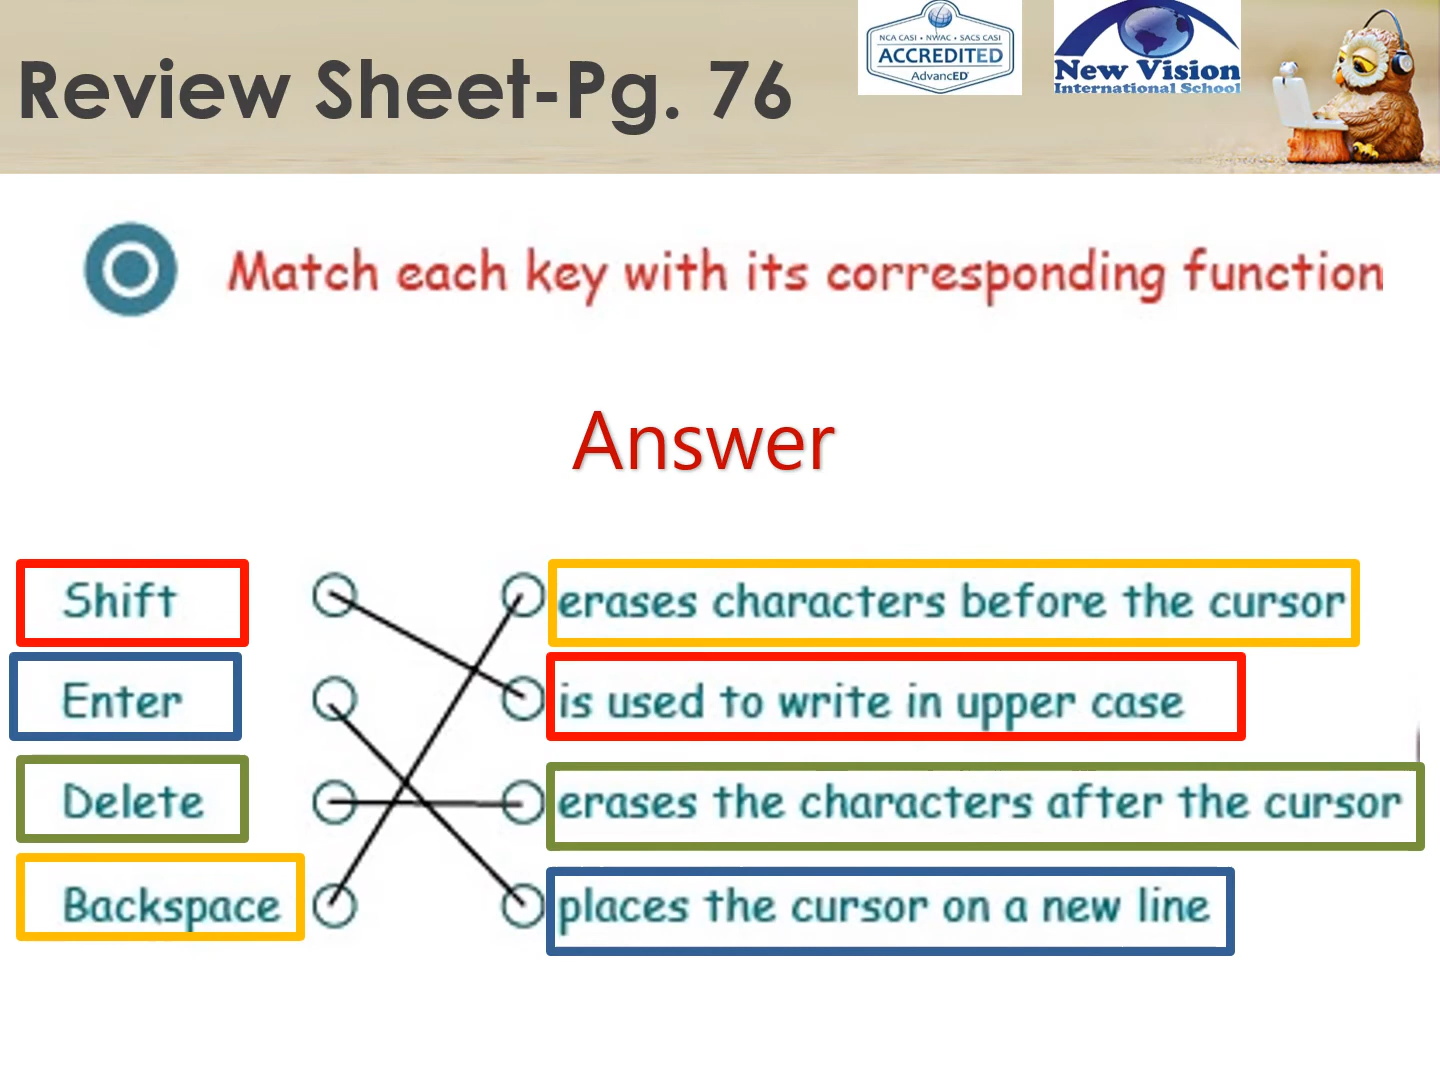 Review Sheet-Pg. 76
NCA CASI • NWAC • SACS CASI
ACCREDITED
AdvancED
New Vision
International School
Match each key with its corresponding function
Answer
Shift
erases characters before the cursor
Enter
is used to write in upper case
Delete
erases the characters after the cursor
Backspace
places the cursor on a new line